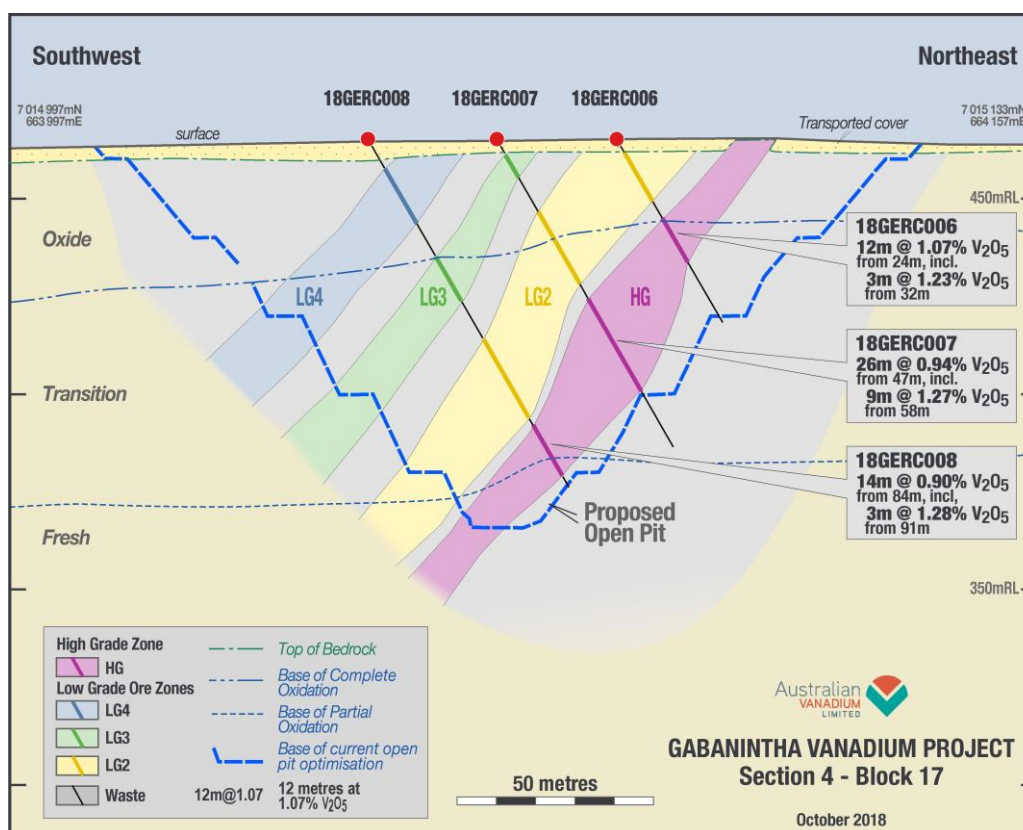 Southwest
Northeast
18GERC008
18GERC007
18GERC006
7 014 997mN
663 997mE
7 015 133mN
664 157mE
surface
Transported cover
450mRL
Oxide
18GERC006
12m @ 1.07% V₂O₅
from 24m, incl.
3m @ 1.23% V₂O₅
from 32m
LG4
LG3
LG2
HG
18GERC007
26m @ 0.94% V₂O₅
from 47m, incl.
9m @ 1.27% V₂O₅
from 58m
Transition
18GERC008
14m @ 0.90% V₂O₅
from 84m, incl,
3m @ 1.28% V₂O₅
from 91m
Proposed
Open Pit
Fresh
350mRL
High Grade Zone
HG
Low Grade Ore Zones
LG4
LG3
LG2
Waste
Top of Bedrock
Base of Complete
Oxidation
Base of Partial
Oxidation
Base of current open
pit optimisation
12m@1.07
12 metres at
1.07% V₂O₅
50 metres
Australian
VANADIUM
LIMITED
GABANINTHA VANADIUM PROJECT
Section 4 - Block 17
October 2018